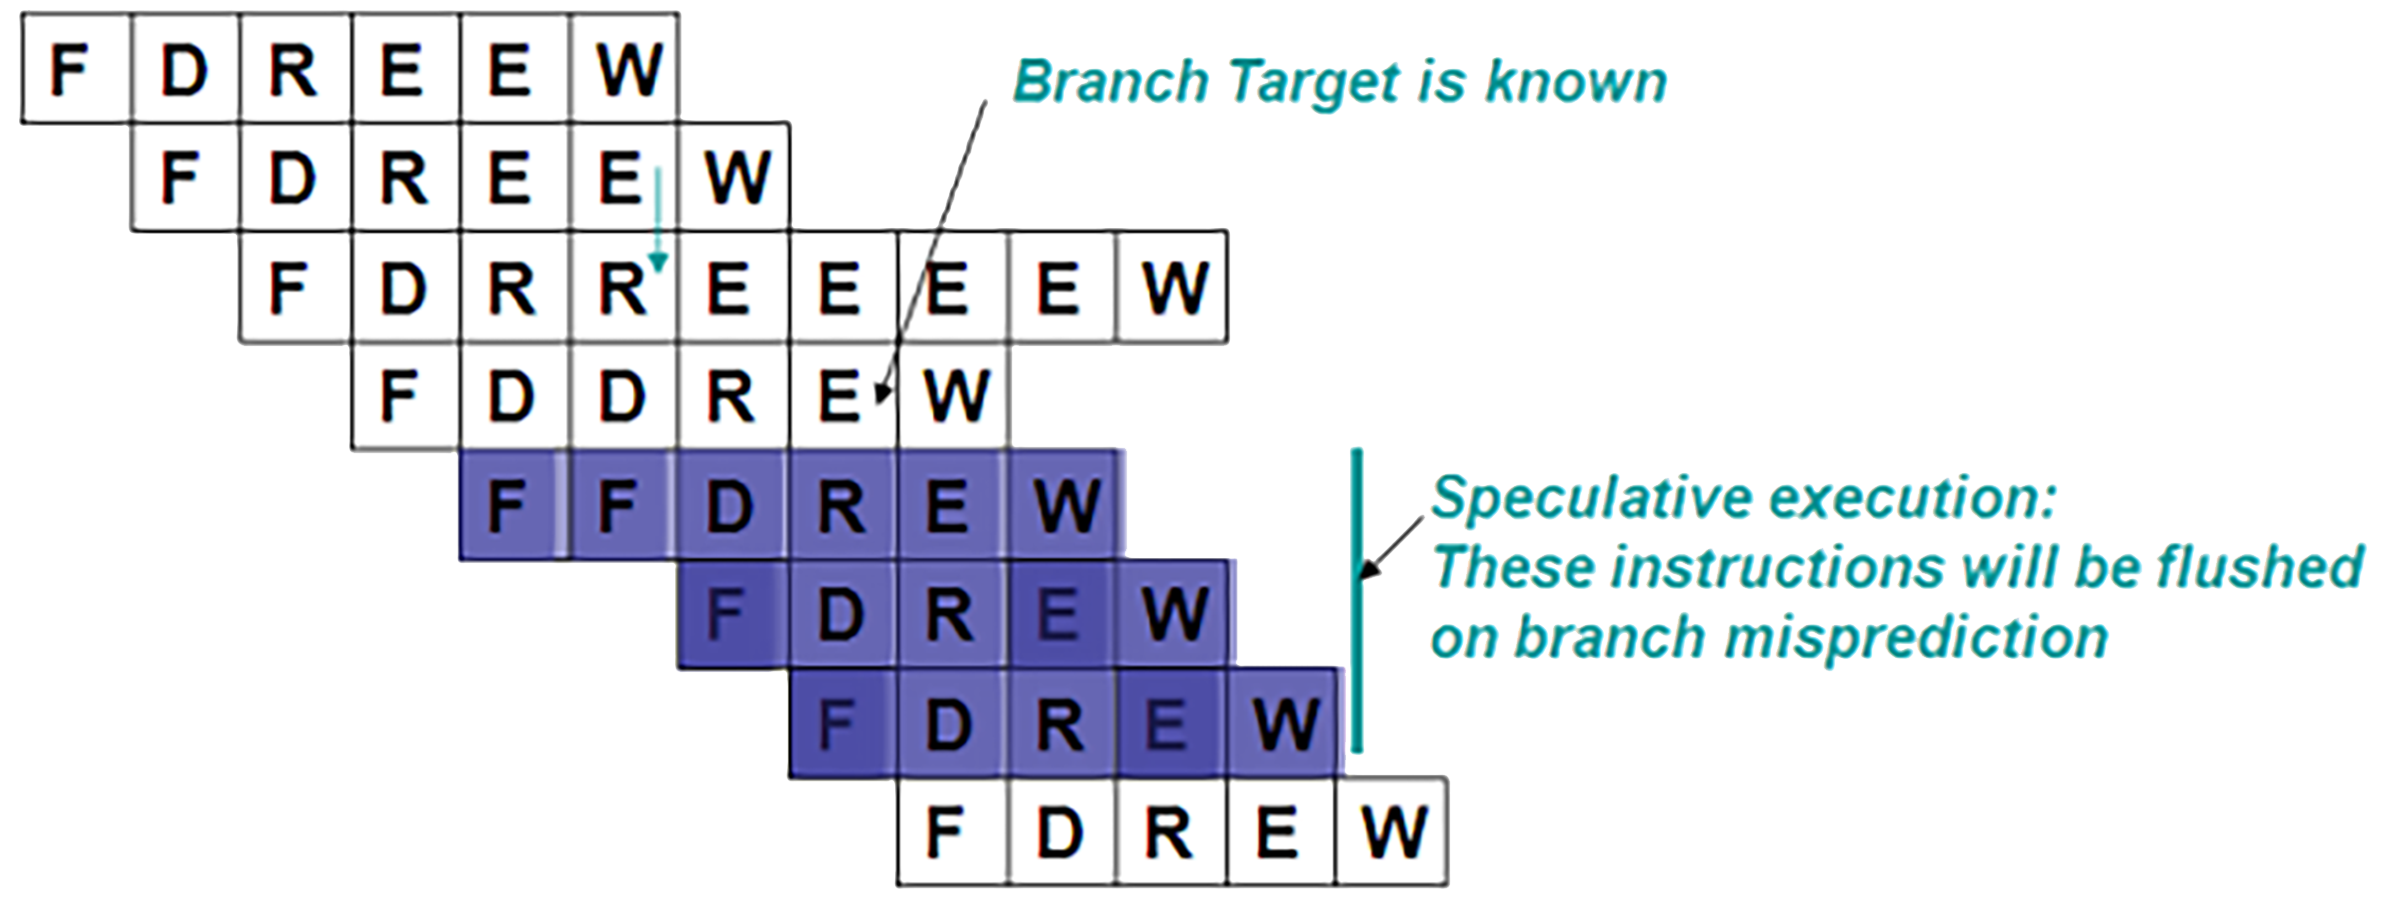 F D R E E W
Branch Target is known
F D R E E W
F D R R E E E E W
F D D R E W
F F D R E W
Speculative execution:
These instructions will be flushed
on branch misprediction
F D R E W
F D R E W
F D R E W